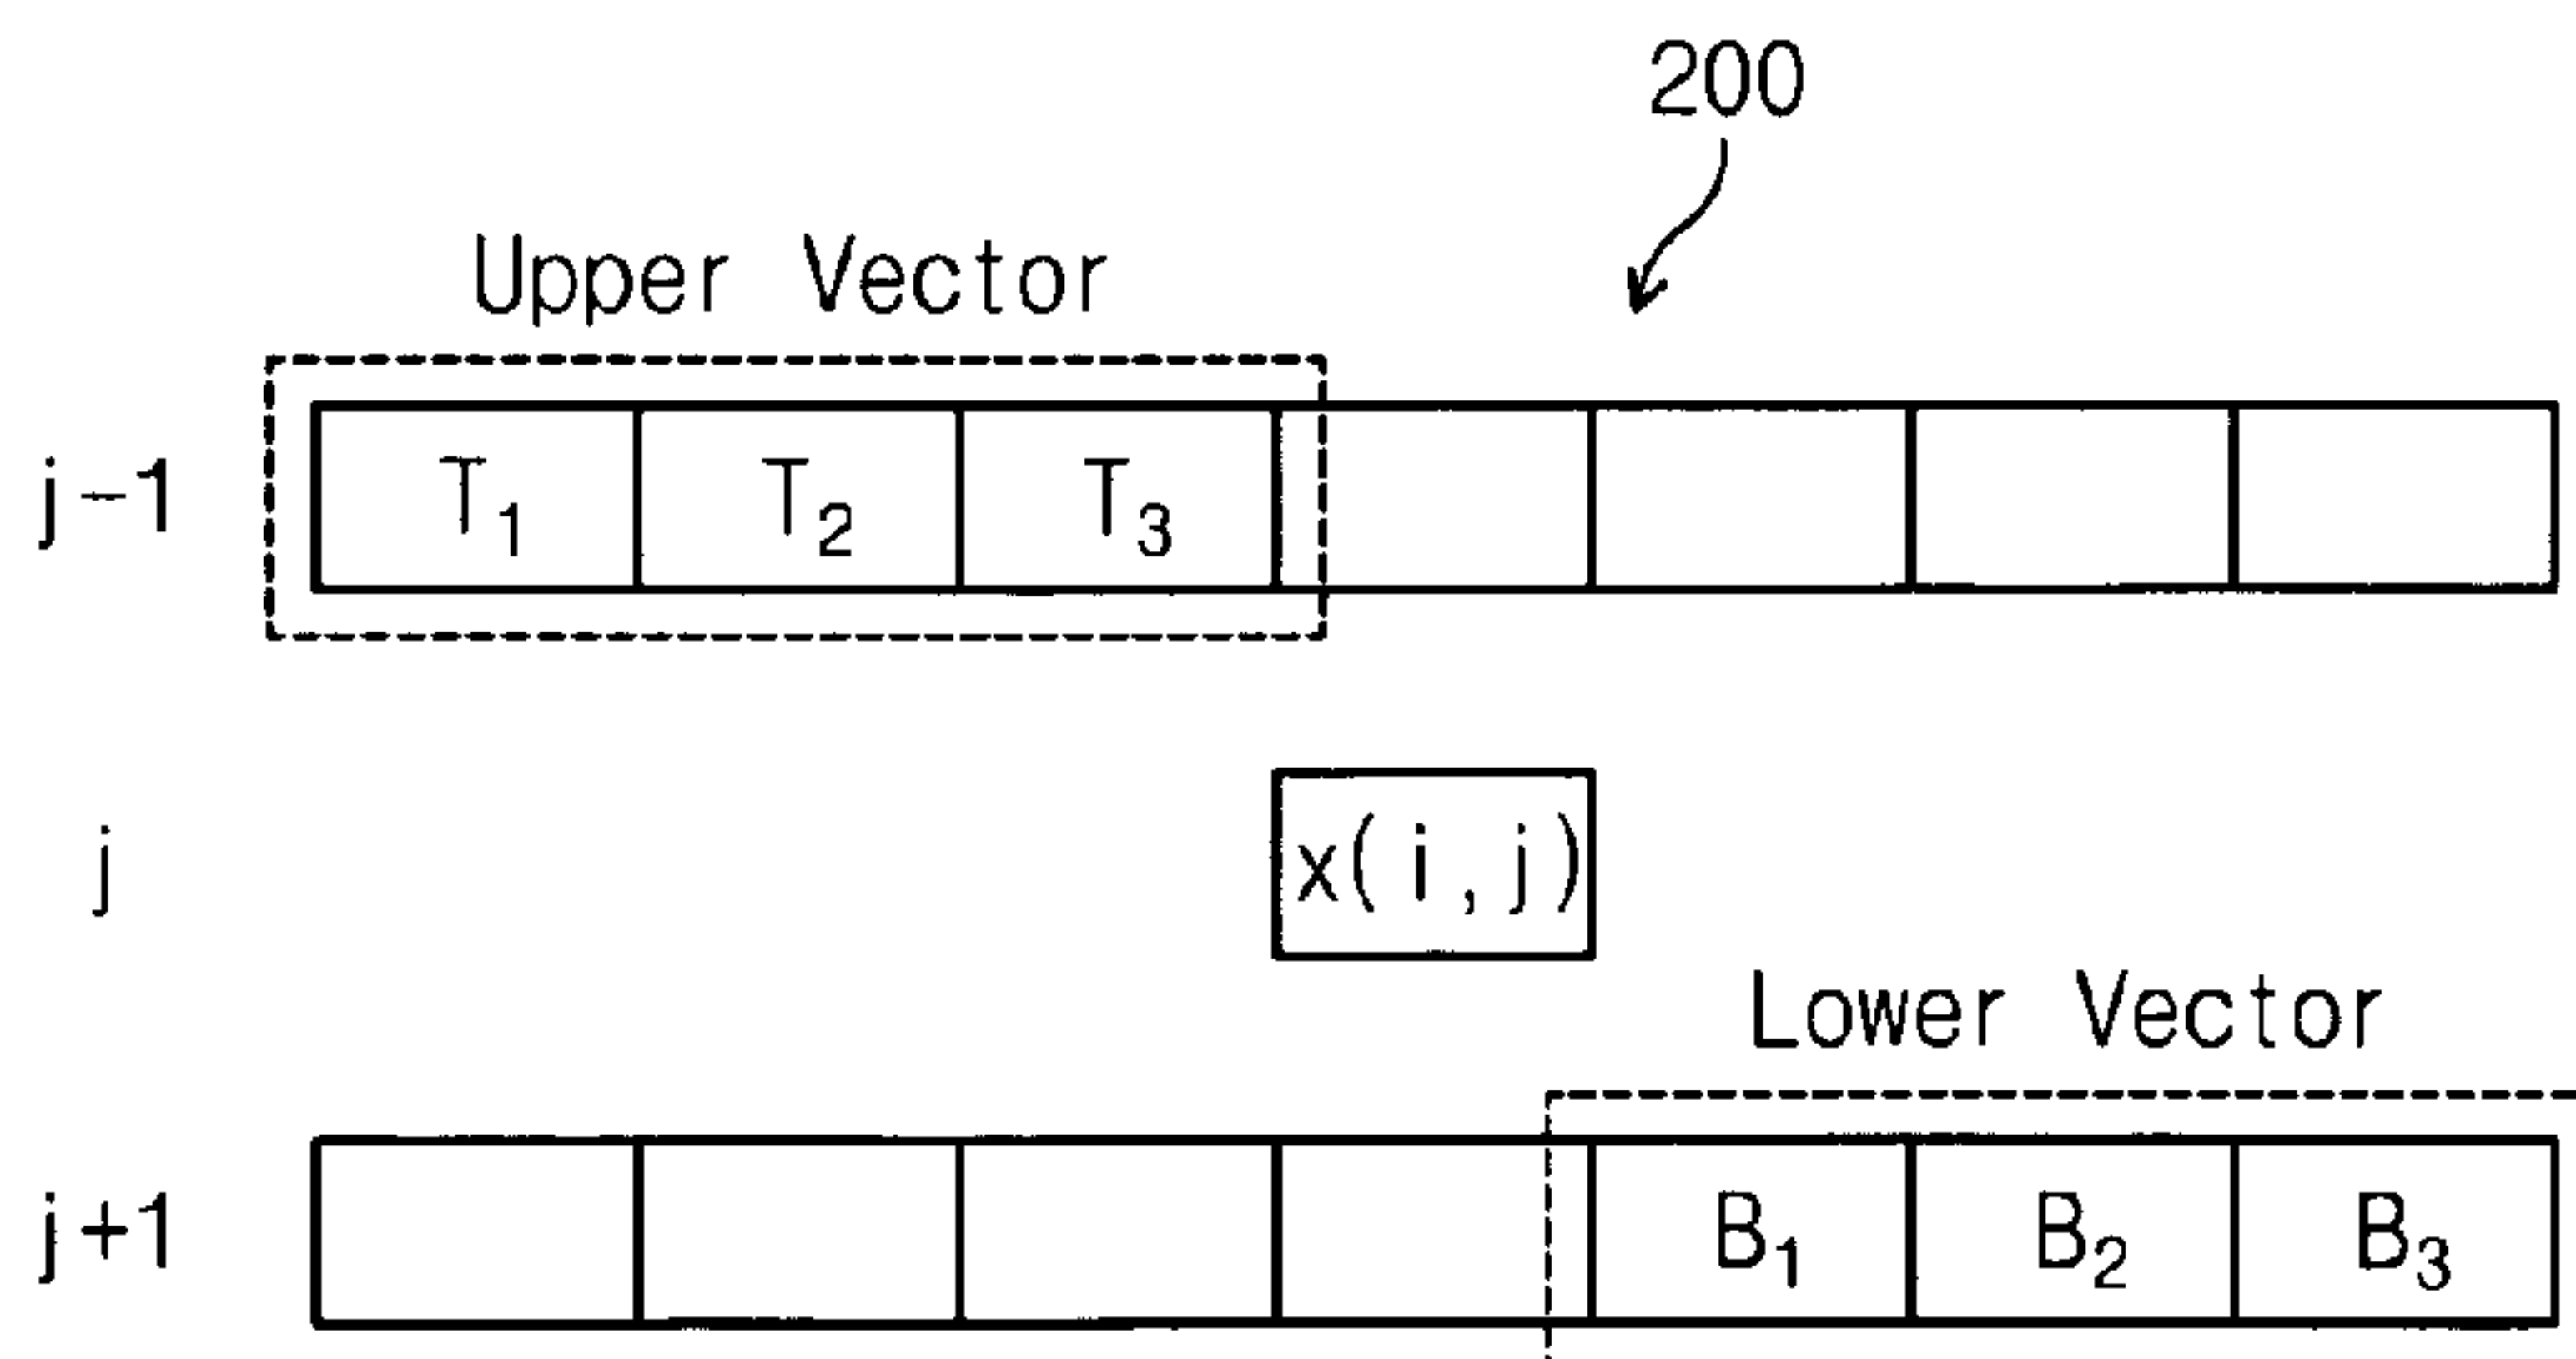 200
Upper Vector
j-1 T₁ T₂ T₃
j x(i,j)
Lower Vector
j+1 B₁ B₂ B₃